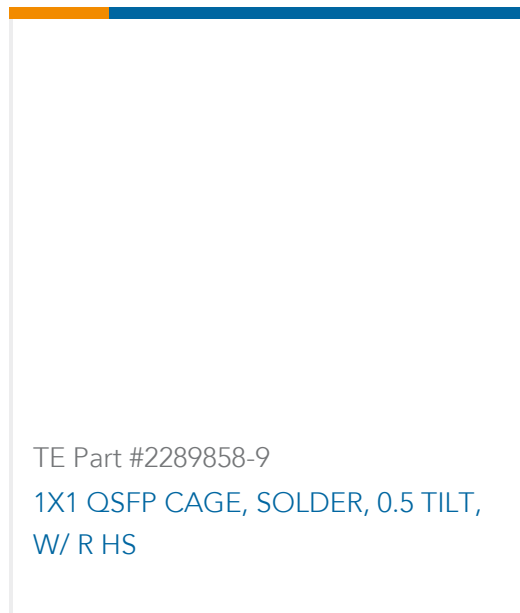 TE Part #2289858-9
1X1 QSFP CAGE, SOLDER, 0.5 TILT,
W/ R HS